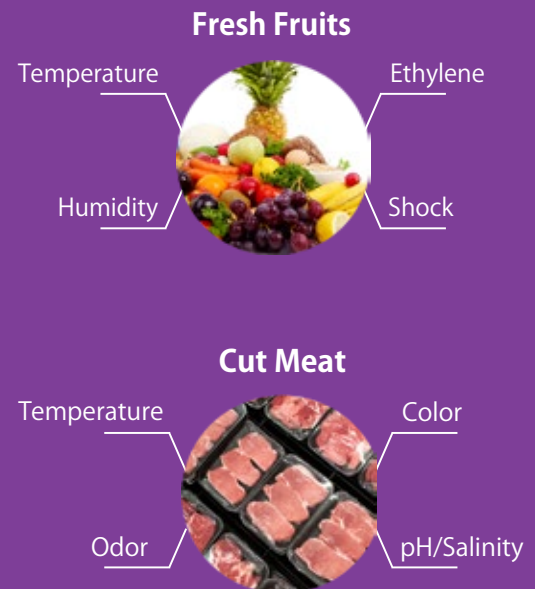 Fresh Fruits
Temperature
Ethylene
Humidity
Shock
Cut Meat
Temperature
Color
Odor
pH/Salinity